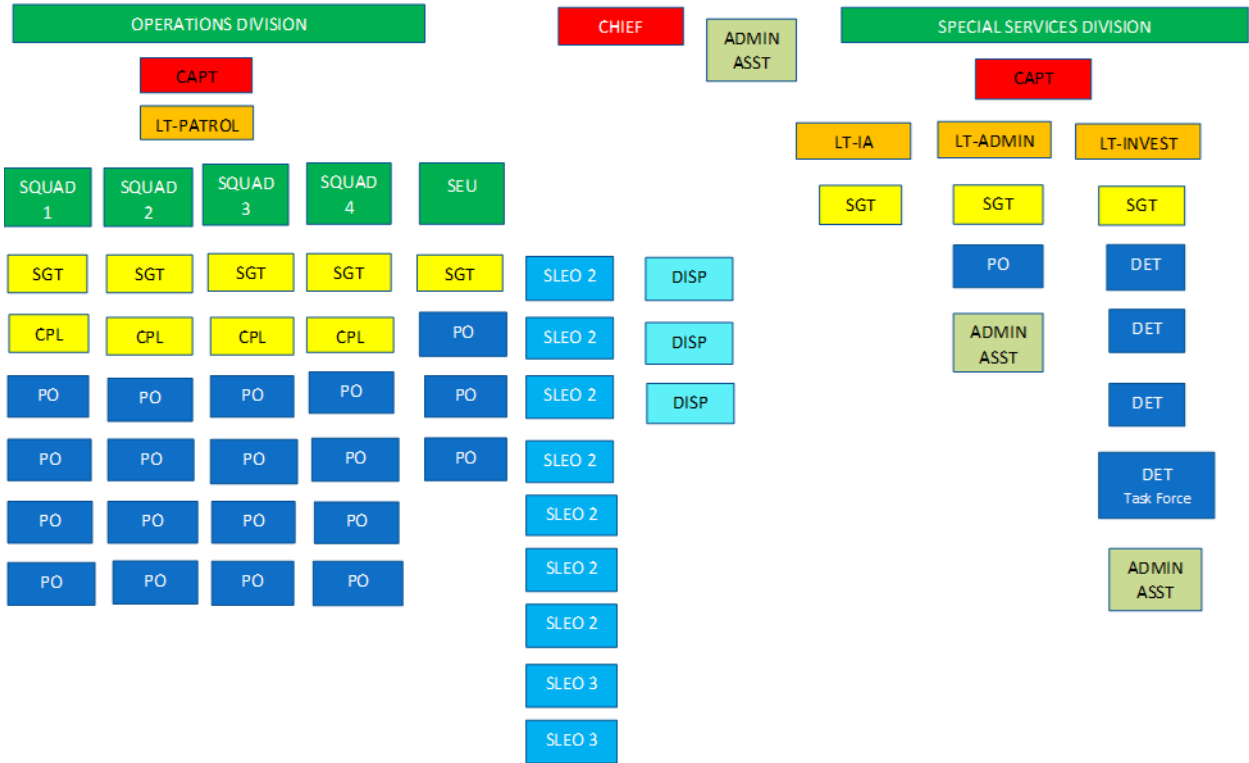 OPERATIONS DIVISION
CHIEF
ADMIN
ASST
SPECIAL SERVICES DIVISION
CAPT
CAPT
LT-PATROL
LT-IA
LT-ADMIN
LT-INVEST
SQUAD
1
SQUAD
2
SQUAD
3
SQUAD
4
SEU
SGT
SGT
SGT
SGT
SGT
SGT
SGT
SGT
SLEO 2
DISP
PO
DET
CPL
CPL
CPL
CPL
PO
SLEO 2
DISP
ADMIN
ASST
DET
PO
PO
PO
PO
PO
SLEO 2
DISP
DET
PO
PO
PO
PO
PO
SLEO 2
DET
Task Force
PO
PO
PO
PO
SLEO 2
PO
PO
PO
PO
SLEO 2
ADMIN
ASST
SLEO 2
SLEO 3
SLEO 3